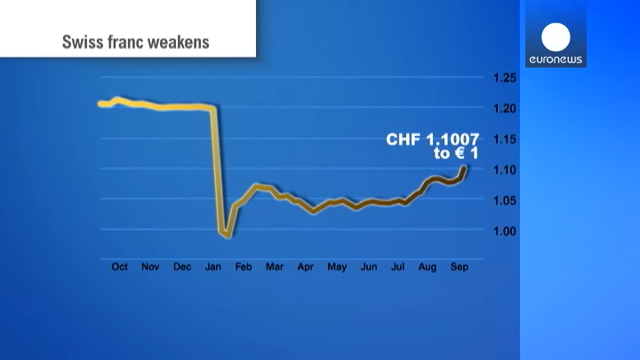 Swiss franc weakens
euronews
1.25
1.20
1.15
1.10
1.05
1.00
CHF 1.1007
to € 1
Oct Nov Dec Jan Feb Mar Apr May Jun Jul Aug Sep